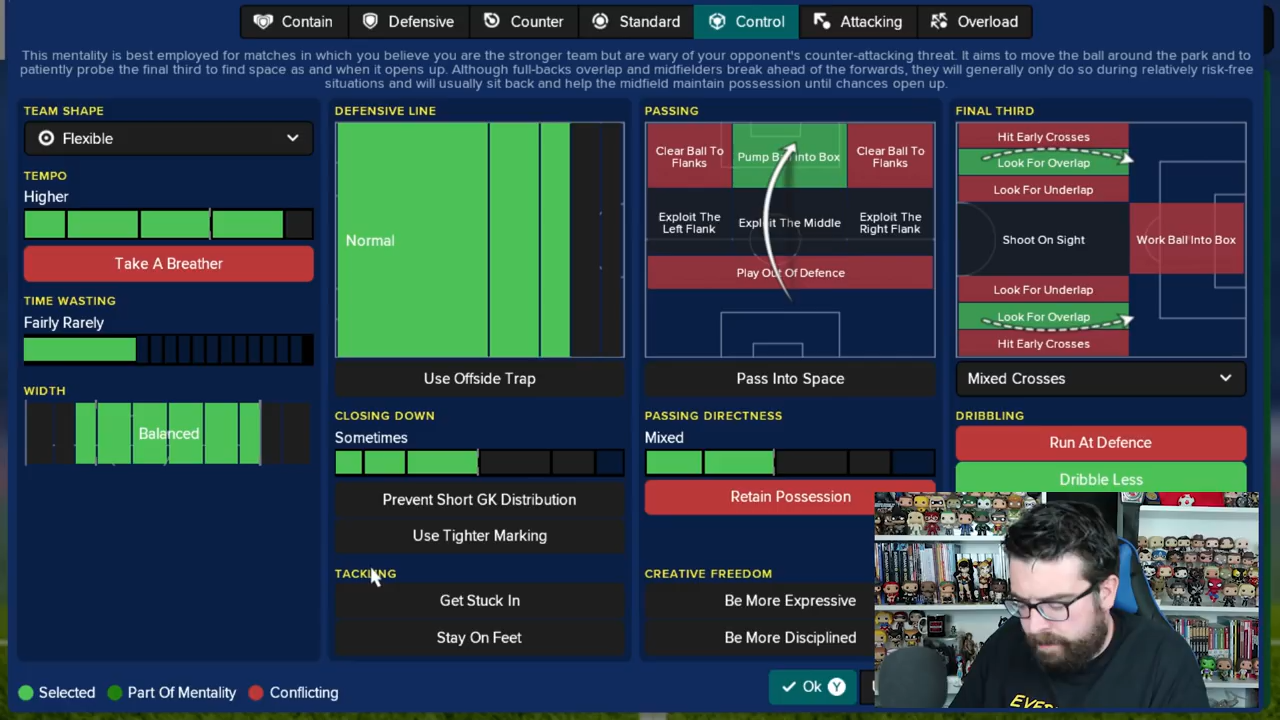 Contain
Defensive
Counter
Standard
Control
Attacking
Overload
This mentality is best employed for matches in which you believe you are the stronger team but are wary of your opponent's counter-attacking threat. It aims to move the ball around the park and to
patiently probe the final third to find space as and when it opens up. Although full-backs overlap and midfielders break ahead of the forwards, they will generally only do so during relatively risk-free
situations and will usually sit back and help the midfield maintain possession until chances open up.
TEAM SHAPE
Flexible
TEMPO
Higher
Take A Breather
TIME WASTING
Fairly Rarely
WIDTH
Balanced
DEFENSIVE LINE
Normal
Use Offside Trap
CLOSING DOWN
Sometimes
Prevent Short GK Distribution
Use Tighter Marking
TACKLING
Get Stuck In
Stay On Feet
PASSING
Clear Ball To
Flanks
Pump Ball Into Box
Clear Ball To
Flanks
Exploit The
Left Flank
Exploit The Middle
Exploit The
Right Flank
Play Out Of Defence
Pass Into Space
PASSING DIRECTNESS
Mixed
Retain Possession
CREATIVE FREEDOM
Be More Expressive
Be More Disciplined
FINAL THIRD
Hit Early Crosses
Look For Overlap
Look For Underlap
Shoot On Sight
Work Ball Into Box
Look For Underlap
Look For Overlap
Hit Early Crosses
Mixed Crosses
DRIBBLING
Run At Defence
Dribble Less
Selected
Part Of Mentality
Conflicting
Ok Y